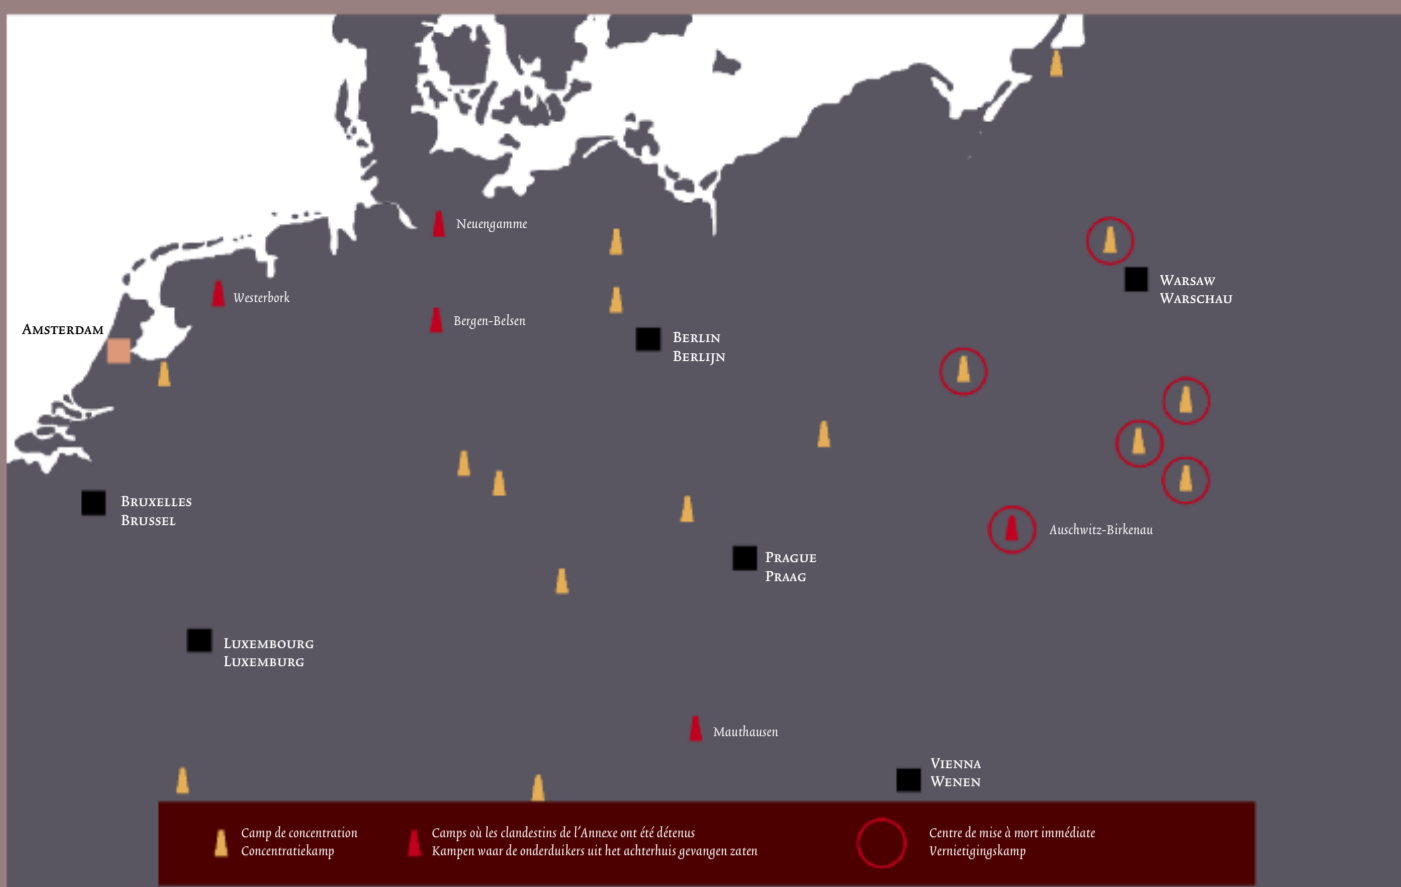 Neuengamme
Westerbork
Bergen-Belsen
Amsterdam
Warsaw
Warschau
Berlin
Berlijn
Bruxelles
Brussel
Auschwitz-Birkenau
Prague
Praag
Luxembourg
Luxemburg
Mauthausen
Vienna
Wenen
Camp de concentration
Concentratiekamp
Camps où les clandestins de l'Annexe ont été détenus
Kampen waar de onderduikers uit het achterhuis gevangen zaten
Centre de mise à mort immédiate
Vernietigingskamp